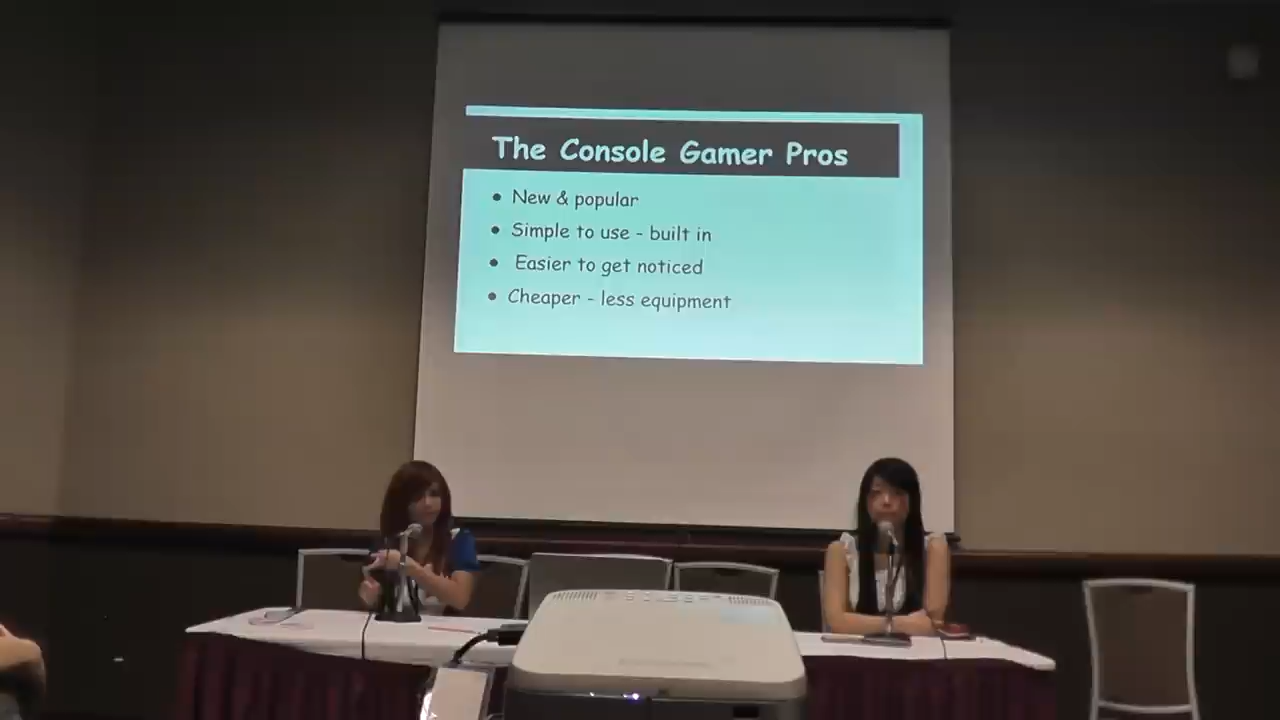 The Console Gamer Pros
• New & popular
• Simple to use - built in
• Easier to get noticed
• Cheaper - less equipment